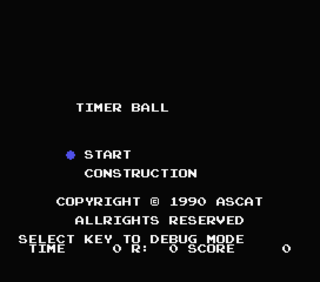 TIMER BALL
START
CONSTRUCTION
COPYRIGHT © 1990 ASCAT
ALLRIGHTS RESERVED
SELECT KEY TO DEBUG MODE
TIME 0 R: 0 SCORE 0